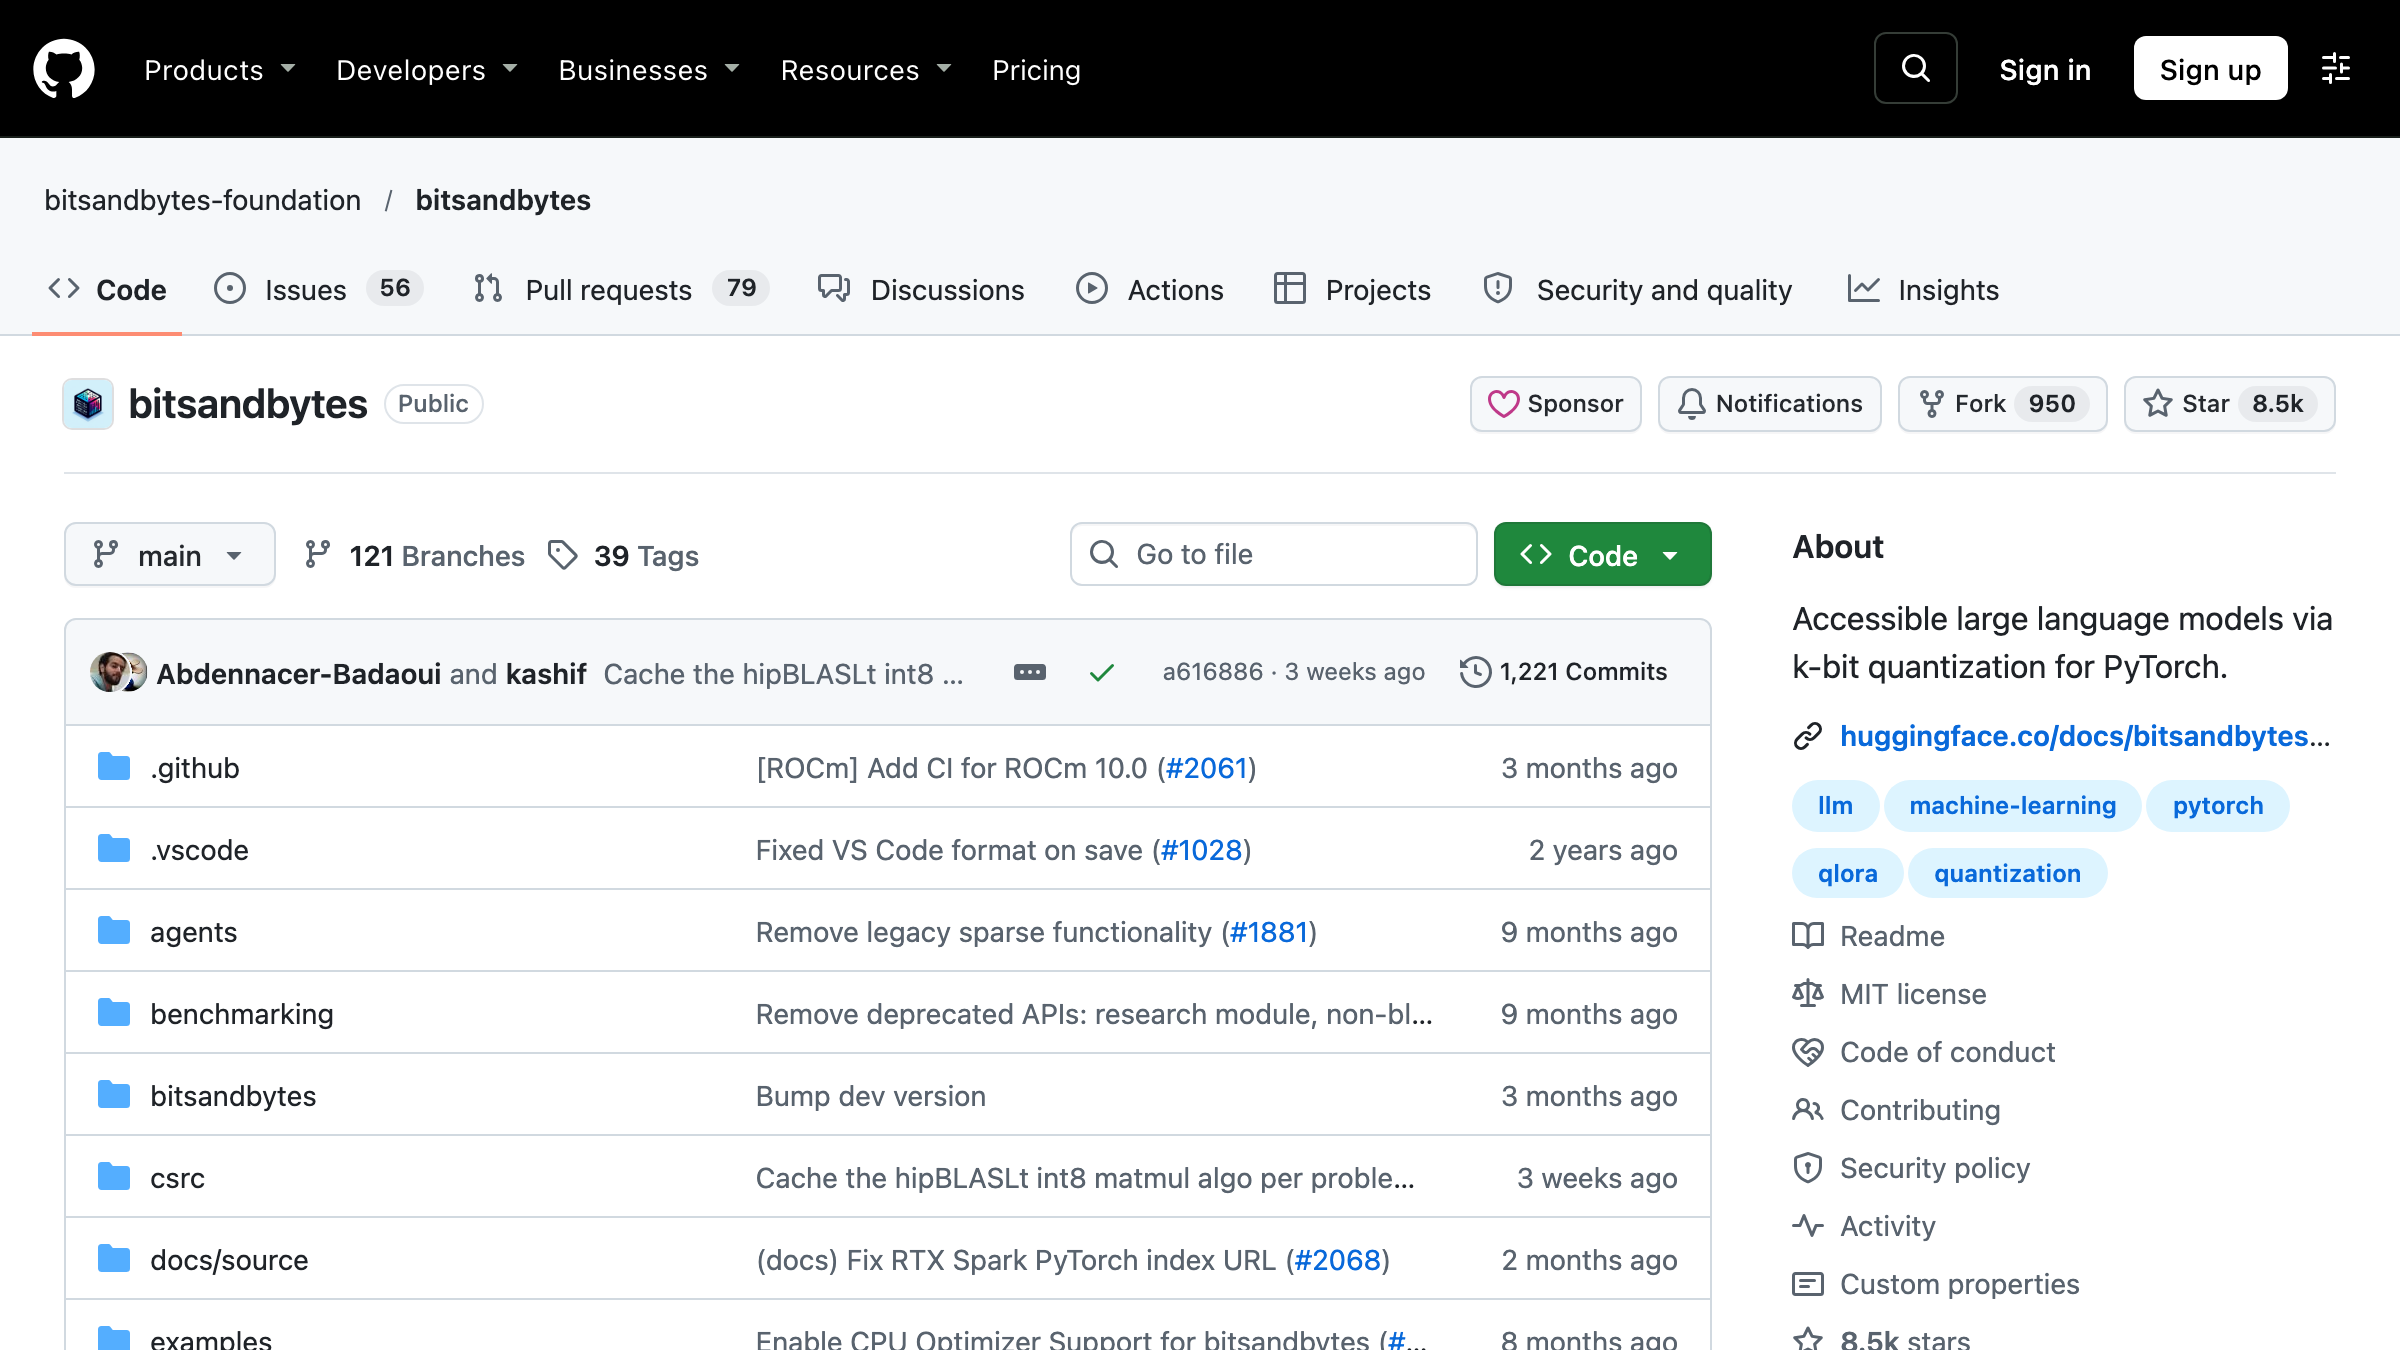 Products Developers Businesses Resources Pricing Sign in Sign up
bitsandbytes-foundation / bitsandbytes
Code Issues 56 Pull requests 79 Discussions Actions Projects Security and quality Insights
bitsandbytes Public Sponsor Notifications Fork 950 Star 8.5k
main 121 Branches 39 Tags Go to file Code
Abdennacer-Badaoui and kashif Cache the hipBLASLt int8 ... a616886 · 3 weeks ago 1,221 Commits
.github [ROCm] Add CI for ROCm 10.0 (#2061) 3 months ago
.vscode Fixed VS Code format on save (#1028) 2 years ago
agents Remove legacy sparse functionality (#1881) 9 months ago
benchmarking Remove deprecated APIs: research module, non-bl... 9 months ago
bitsandbytes Bump dev version 3 months ago
csrc Cache the hipBLASLt int8 matmul algo per proble... 3 weeks ago
docs/source (docs) Fix RTX Spark PyTorch index URL (#2068) 2 months ago
examples Enable CPU Optimizer Support for bitsandbytes (#... 8 months ago
About
Accessible large language models via
k-bit quantization for PyTorch.
huggingface.co/docs/bitsandbytes...
llm machine-learning pytorch
qlora quantization
Readme
MIT license
Code of conduct
Contributing
Security policy
Activity
Custom properties
8.5k stars